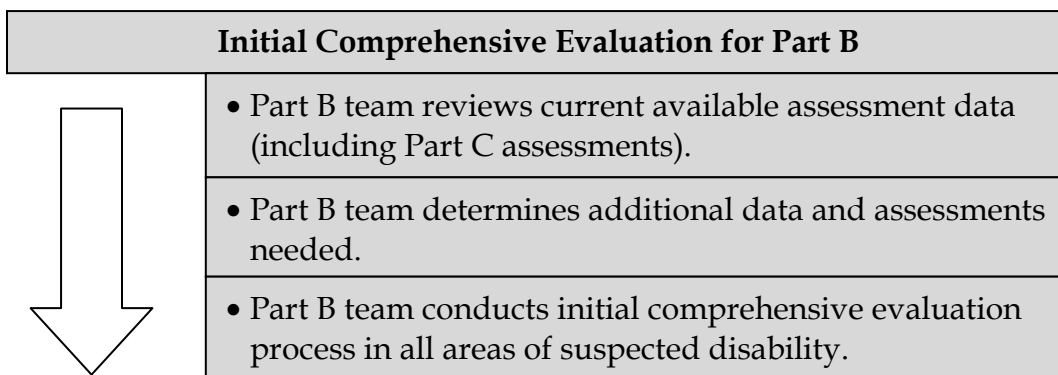 Initial Comprehensive Evaluation for Part B
• Part B team reviews current available assessment data
(including Part C assessments).
• Part B team determines additional data and assessments
needed.
• Part B team conducts initial comprehensive evaluation
process in all areas of suspected disability.